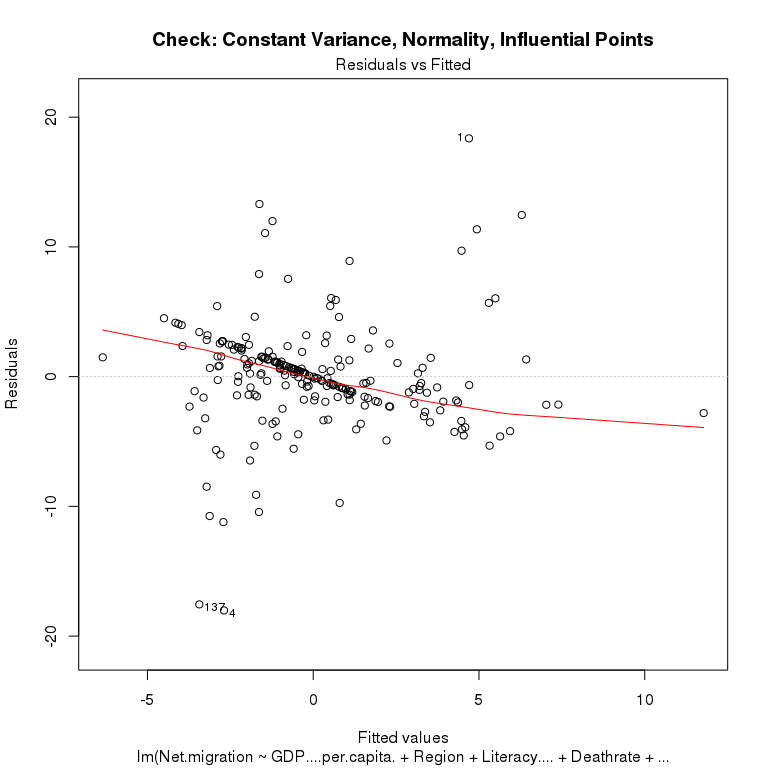 Check: Constant Variance, Normality, Influential Points
Residuals vs Fitted
20
10
0
-10
-20
Residuals
1
137
4
-5
0
5
10
Fitted values
lm(Net.migration ~ GDP....per.capita. + Region + Literacy.... + Deathrate + ...